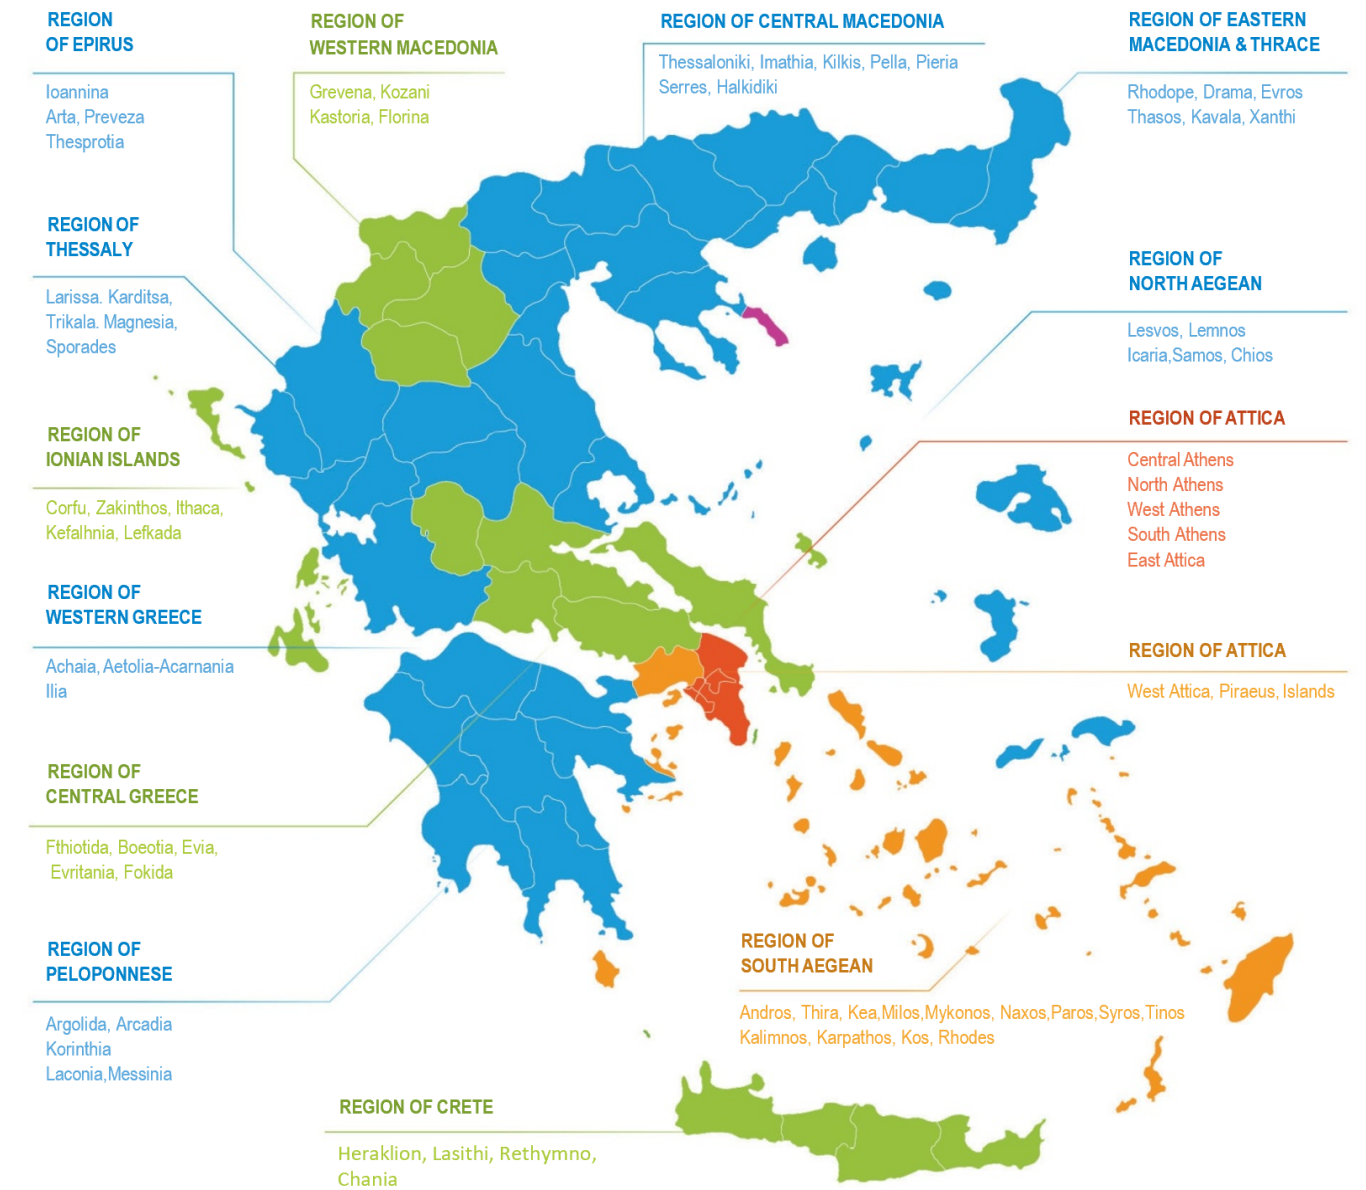 REGION
OF EPIRUS
Ioannina
Arta, Preveza
Thesprotia
REGION OF
WESTERN MACEDONIA
Grevena, Kozani
Kastoria, Florina
REGION OF CENTRAL MACEDONIA
Thessaloniki, Imathia, Kilkis, Pella, Pieria
Serres, Halkidiki
REGION OF EASTERN
MACEDONIA & THRACE
Rhodope, Drama, Evros
Thasos, Kavala, Xanthi
REGION OF
THESSALY
Larissa. Karditsa,
Trikala. Magnesia,
Sporades
REGION OF
NORTH AEGEAN
Lesvos, Lemnos
Icaria,Samos, Chios
REGION OF
IONIAN ISLANDS
Corfu, Zakinthos, Ithaca,
Kefalhnia, Lefkada
REGION OF ATTICA
Central Athens
North Athens
West Athens
South Athens
East Attica
REGION OF
WESTERN GREECE
Achaia, Aetolia-Acarnania
Ilia
REGION OF ATTICA
West Attica, Piraeus, Islands
REGION OF
CENTRAL GREECE
Fthiotida, Boeotia, Evia,
Evritania, Fokida
REGION OF
PELOPONNESE
Argolida, Arcadia
Korinthia
Laconia,Messinia
REGION OF
SOUTH AEGEAN
Andros, Thira, Kea,Milos,Mykonos, Naxos,Paros,Syros,Tinos
Kalimnos, Karpathos, Kos, Rhodes
REGION OF CRETE
Heraklion, Lasithi, Rethymno,
Chania